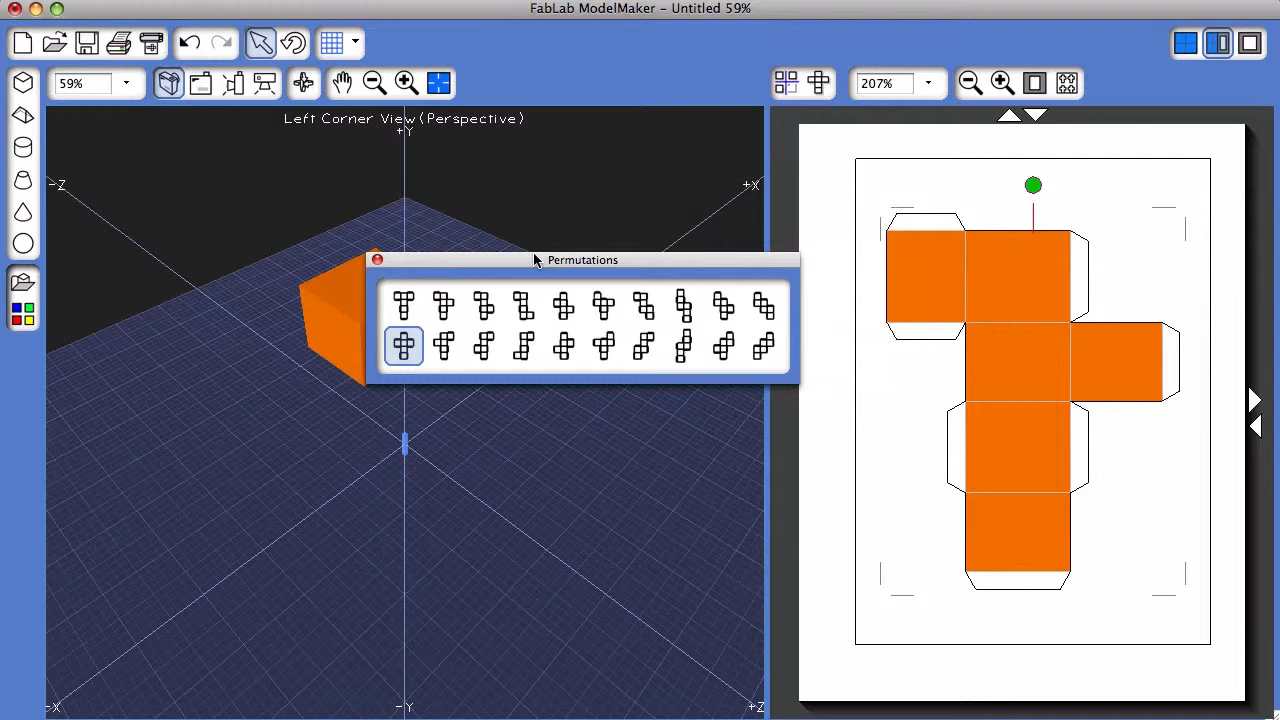 FabLab ModelMaker – Untitled 59%
59%
207%
Left Corner View (Perspective)
+Y
–Z
+X
Permutations
–X
–Y
+Z